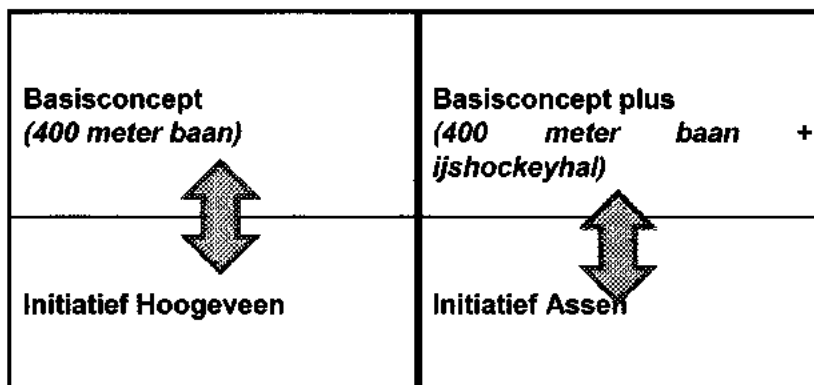 Basisconcept
(400 meter baan)
Basisconcept plus
(400 meter baan +
ijshockeyhal)
Initiatief Hoogeveen
Initiatief Assen